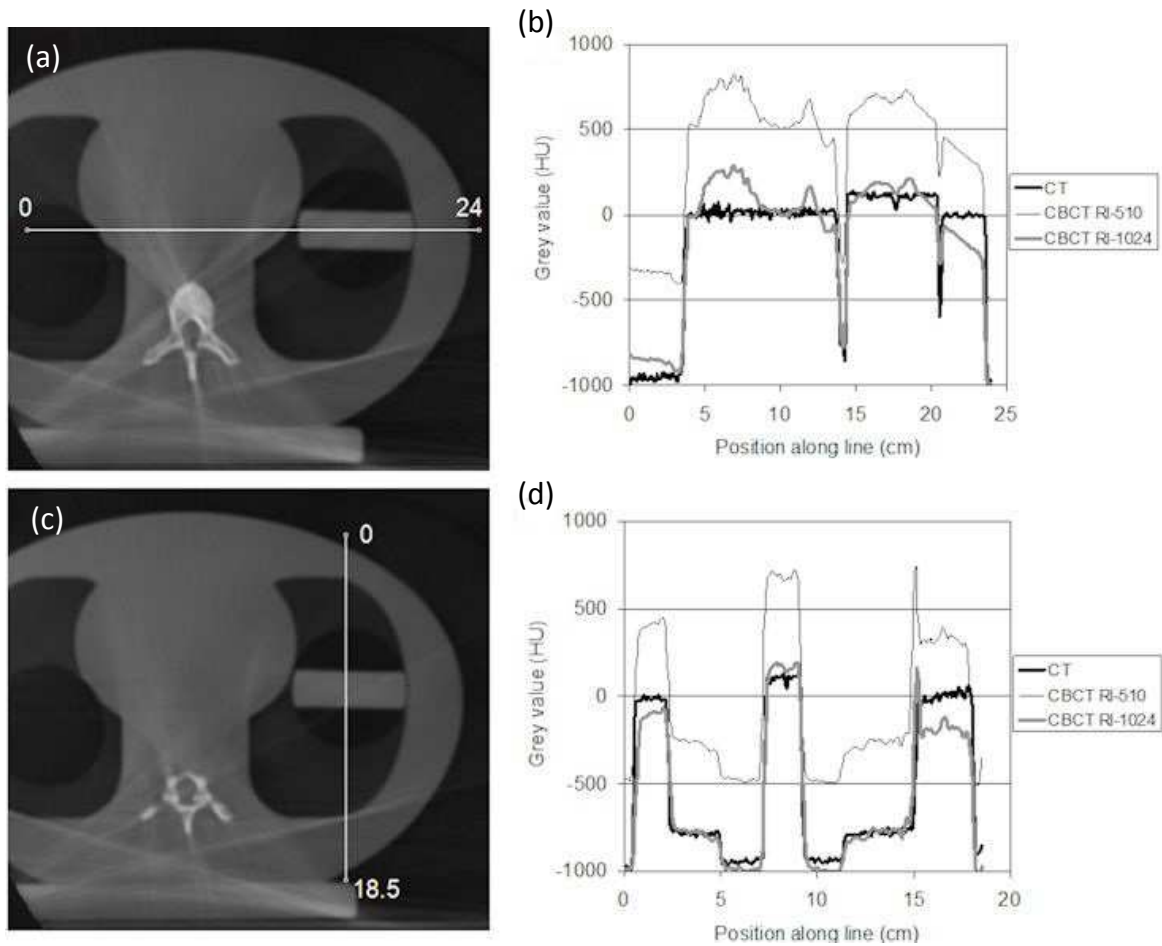 (a)
0
24
(b)
1000
500
0
-500
-1000
0
5
10
15
20
25
Grey value (HU)
Position along line (cm)
CT
CBCT RI-510
CBCT RI-1024
(c)
0
18.5
(d)
1000
500
0
-500
-1000
0
5
10
15
20
Grey value (HU)
Position along line (cm)
CT
CBCT RI-510
CBCT RI-1024